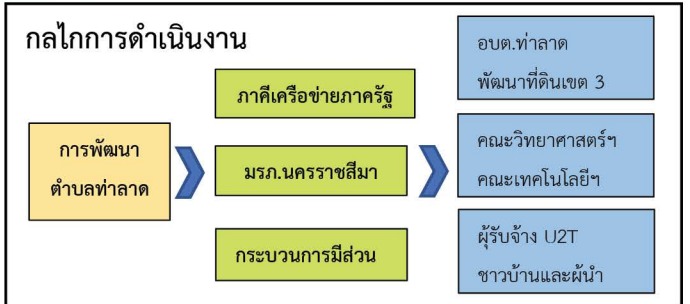 กลไกการดำเนินงาน
การพัฒนา
ตำบลท่าลาด
ภาคีเครือข่ายภาครัฐ
มรภ.นครราชสีมา
กระบวนการมีส่วน
อบต.ท่าลาด
พัฒนาที่ดินเขต 3
คณะวิทยาศาสตร์ฯ
คณะเทคโนโลยีฯ
ผู้รับจ้าง U2T
ชาวบ้านและผู้นำ